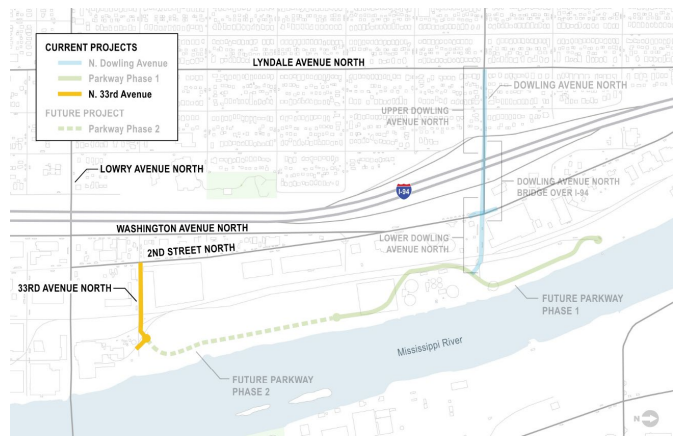 CURRENT PROJECTS
N. Dowling Avenue
Parkway Phase 1
N. 33rd Avenue
FUTURE PROJECT
Parkway Phase 2
LYNDALE AVENUE NORTH
DOWLING AVENUE NORTH
UPPER DOWLING
AVENUE NORTH
LOWRY AVENUE NORTH
I-94
DOWLING AVENUE NORTH
BRIDGE OVER I-94
WASHINGTON AVENUE NORTH
2ND STREET NORTH
LOWER DOWLING
AVENUE NORTH
33RD AVENUE NORTH
FUTURE PARKWAY
PHASE 1
Mississippi River
FUTURE PARKWAY
PHASE 2
N